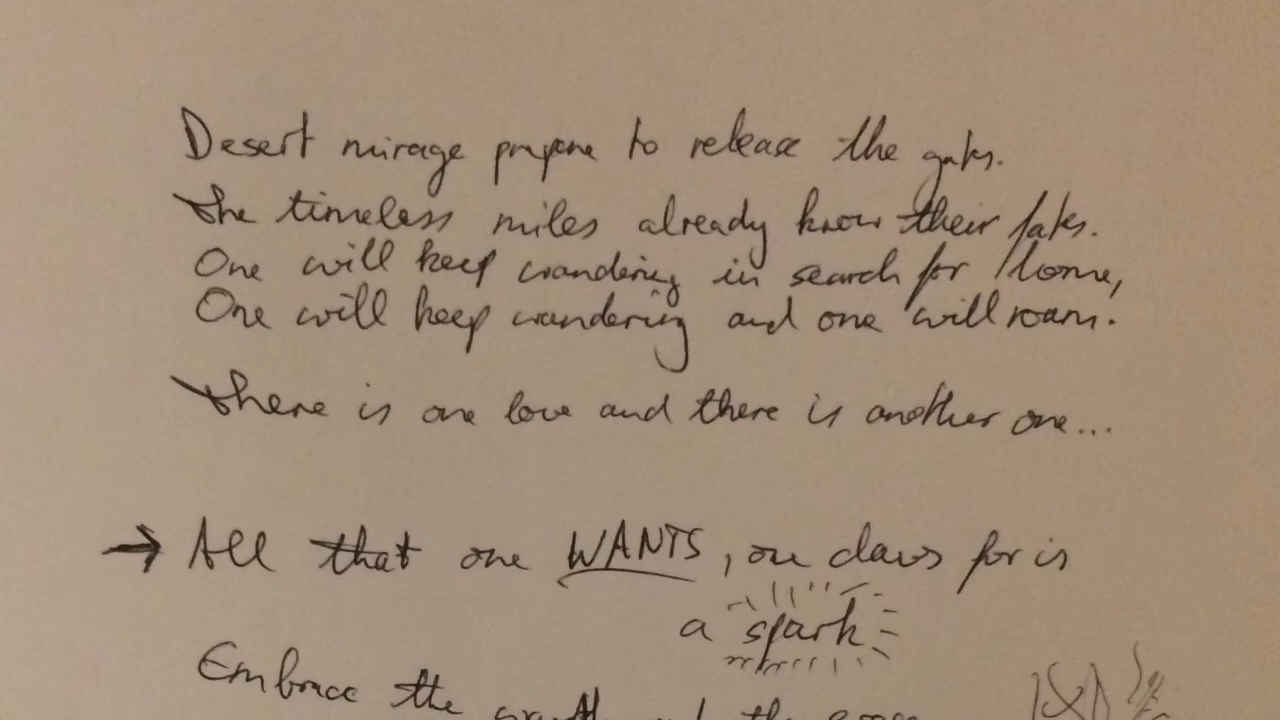 Desert mirage prepare to release the gates.
The timeless miles already know their fates.
One will keep wandering in search for home,
One will keep wandering and one will roam.
There is one love and there is another one...
→ All that one WANTS, one claws for is
a spark
Embrace the